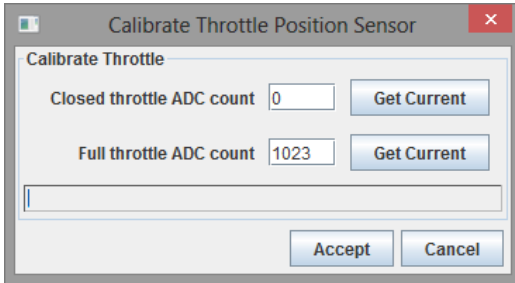 Calibrate Throttle Position Sensor
Calibrate Throttle
Closed throttle ADC count 0 Get Current
Full throttle ADC count 1023 Get Current
Accept Cancel